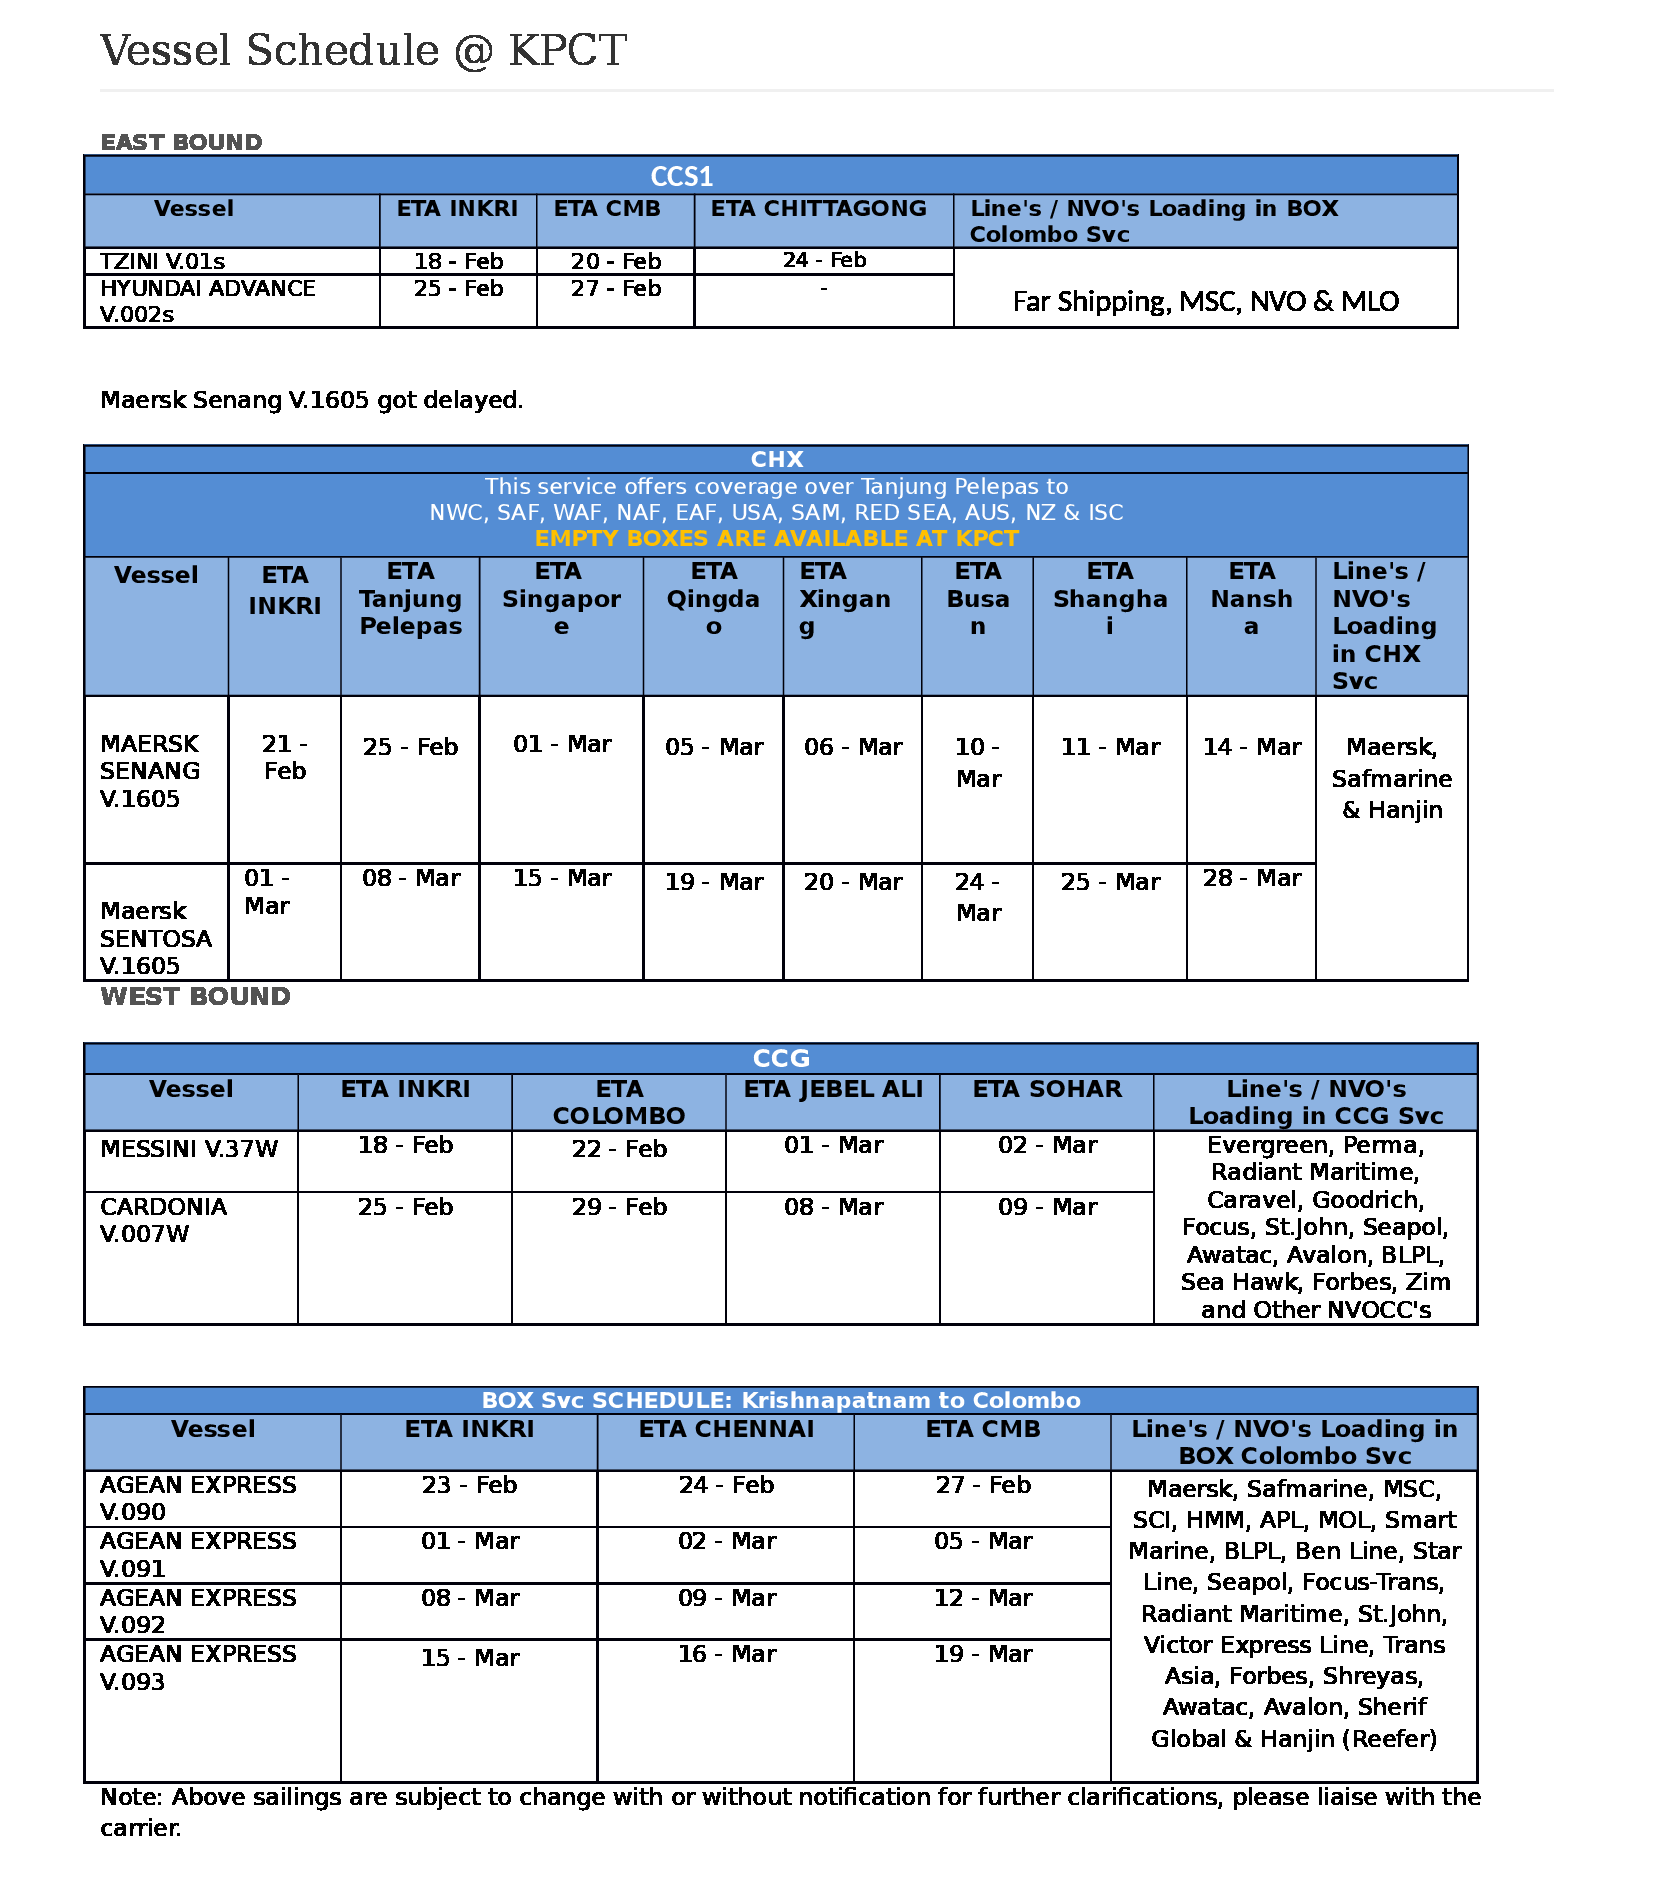 Vessel Schedule @ KPCT
EAST BOUND
CCS1
Vessel ETA INKRI ETA CMB ETA CHITTAGONG Line's / NVO's Loading in BOX
Colombo Svc
TZINI V.01s 18 - Feb 20 - Feb 24 - Feb
HYUNDAI ADVANCE 25 - Feb 27 - Feb -
V.002s
Far Shipping, MSC, NVO & MLO
Maersk Senang V.1605 got delayed.
CHX
This service offers coverage over Tanjung Pelepas to
NWC, SAF, WAF, NAF, EAF, USA, SAM, RED SEA, AUS, NZ & ISC
EMPTY BOXES ARE AVAILABLE AT KPCT
Vessel ETA ETA ETA ETA ETA ETA ETA ETA Line's /
INKRI Tanjung Singapor Qingda Xingan Busa Shangha Nansh NVO's
Pelepas e o g n i a Loading
in CHX
Svc
MAERSK 21 - 25 - Feb 01 - Mar 05 - Mar 06 - Mar 10 - 11 - Mar 14 - Mar Maersk,
SENANG Feb Mar Safmarine
V.1605 & Hanjin
01 - 08 - Mar 15 - Mar 19 - Mar 20 - Mar 24 - 25 - Mar 28 - Mar
Maersk Mar Mar
SENTOSA
V.1605
WEST BOUND
CCG
Vessel ETA INKRI ETA ETA JEBEL ALI ETA SOHAR Line's / NVO's
COLOMBO Loading in CCG Svc
MESSINI V.37W 18 - Feb 22 - Feb 01 - Mar 02 - Mar Evergreen, Perma,
Radiant Maritime,
CARDONIA 25 - Feb 29 - Feb 08 - Mar 09 - Mar Caravel, Goodrich,
V.007W Focus, St.John, Seapol,
Awatac, Avalon, BLPL,
Sea Hawk, Forbes, Zim
and Other NVOCC's
BOX Svc SCHEDULE: Krishnapatnam to Colombo
Vessel ETA INKRI ETA CHENNAI ETA CMB Line's / NVO's Loading in
BOX Colombo Svc
AGEAN EXPRESS 23 - Feb 24 - Feb 27 - Feb Maersk, Safmarine, MSC,
V.090 SCI, HMM, APL, MOL, Smart
AGEAN EXPRESS 01 - Mar 02 - Mar 05 - Mar Marine, BLPL, Ben Line, Star
V.091 Line, Seapol, Focus-Trans,
AGEAN EXPRESS 08 - Mar 09 - Mar 12 - Mar Radiant Maritime, St.John,
V.092 Victor Express Line, Trans
AGEAN EXPRESS 15 - Mar 16 - Mar 19 - Mar Asia, Forbes, Shreyas,
V.093 Awatac, Avalon, Sherif
Global & Hanjin (Reefer)
Note: Above sailings are subject to change with or without notification for further clarifications, please liaise with the
carrier.